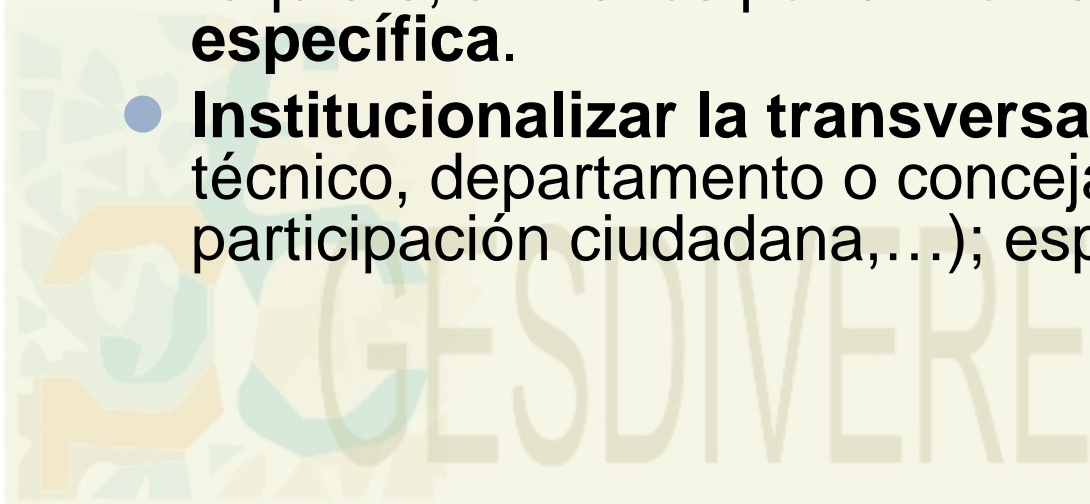 específica.
Institucionalizar la transversa
técnico, departamento o conceja
participación ciudadana,…); esp
GESDIVERE